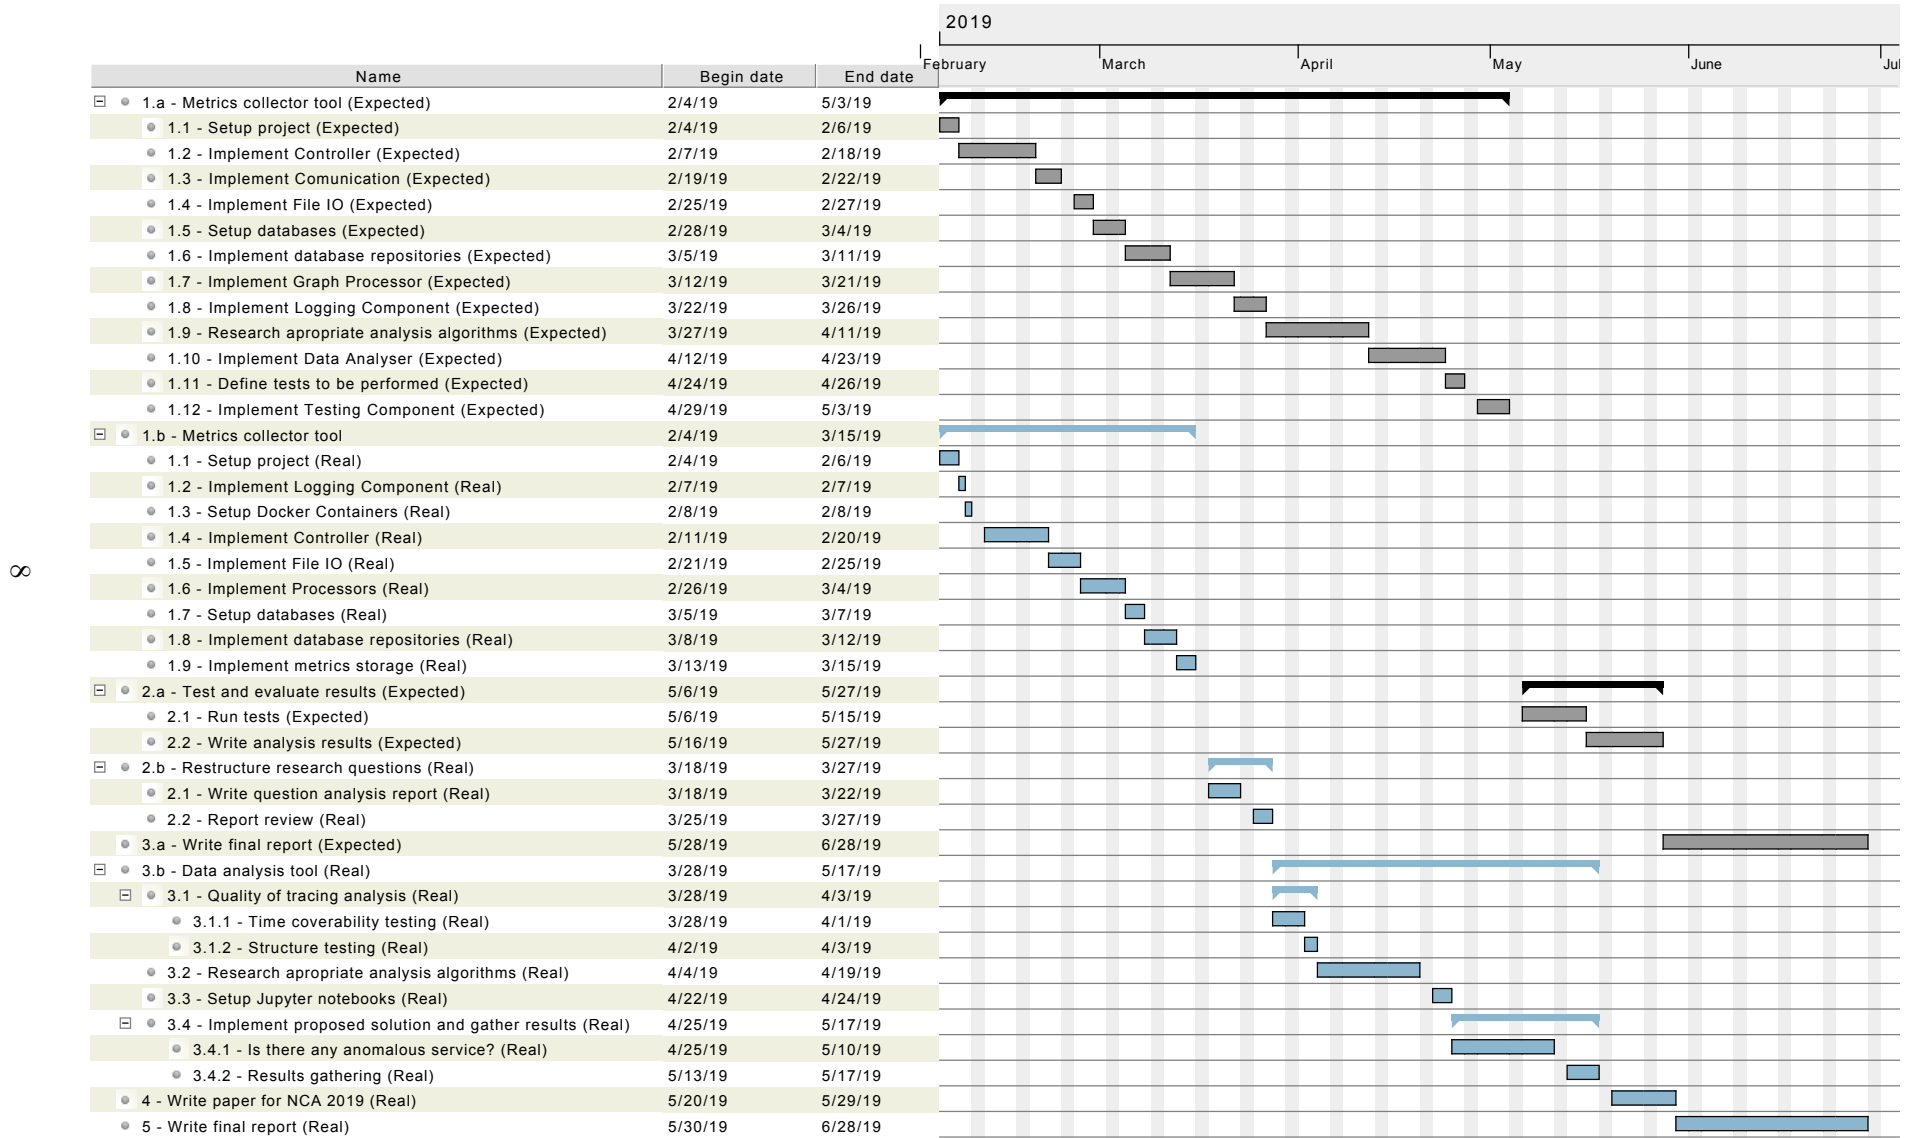 2019
February March April May June Jul
Name Begin date End date
1.a - Metrics collector tool (Expected) 2/4/19 5/3/19
1.1 - Setup project (Expected) 2/4/19 2/6/19
1.2 - Implement Controller (Expected) 2/7/19 2/18/19
1.3 - Implement Comunication (Expected) 2/19/19 2/22/19
1.4 - Implement File IO (Expected) 2/25/19 2/27/19
1.5 - Setup databases (Expected) 2/28/19 3/4/19
1.6 - Implement database repositories (Expected) 3/5/19 3/11/19
1.7 - Implement Graph Processor (Expected) 3/12/19 3/21/19
1.8 - Implement Logging Component (Expected) 3/22/19 3/26/19
1.9 - Research apropriate analysis algorithms (Expected) 3/27/19 4/11/19
1.10 - Implement Data Analyser (Expected) 4/12/19 4/23/19
1.11 - Define tests to be performed (Expected) 4/24/19 4/26/19
1.12 - Implement Testing Component (Expected) 4/29/19 5/3/19
1.b - Metrics collector tool 2/4/19 3/15/19
1.1 - Setup project (Real) 2/4/19 2/6/19
1.2 - Implement Logging Component (Real) 2/7/19 2/7/19
1.3 - Setup Docker Containers (Real) 2/8/19 2/8/19
1.4 - Implement Controller (Real) 2/11/19 2/20/19
1.5 - Implement File IO (Real) 2/21/19 2/25/19
1.6 - Implement Processors (Real) 2/26/19 3/4/19
1.7 - Setup databases (Real) 3/5/19 3/7/19
1.8 - Implement database repositories (Real) 3/8/19 3/12/19
1.9 - Implement metrics storage (Real) 3/13/19 3/15/19
2.a - Test and evaluate results (Expected) 5/6/19 5/27/19
2.1 - Run tests (Expected) 5/6/19 5/15/19
2.2 - Write analysis results (Expected) 5/16/19 5/27/19
2.b - Restructure research questions (Real) 3/18/19 3/27/19
2.1 - Write question analysis report (Real) 3/18/19 3/22/19
2.2 - Report review (Real) 3/25/19 3/27/19
3.a - Write final report (Expected) 5/28/19 6/28/19
3.b - Data analysis tool (Real) 3/28/19 5/17/19
3.1 - Quality of tracing analysis (Real) 3/28/19 4/3/19
3.1.1 - Time coverability testing (Real) 3/28/19 4/1/19
3.1.2 - Structure testing (Real) 4/2/19 4/3/19
3.2 - Research apropriate analysis algorithms (Real) 4/4/19 4/19/19
3.3 - Setup Jupyter notebooks (Real) 4/22/19 4/24/19
3.4 - Implement proposed solution and gather results (Real) 4/25/19 5/17/19
3.4.1 - Is there any anomalous service? (Real) 4/25/19 5/10/19
3.4.2 - Results gathering (Real) 5/13/19 5/17/19
4 - Write paper for NCA 2019 (Real) 5/20/19 5/29/19
5 - Write final report (Real) 5/30/19 6/28/19
8